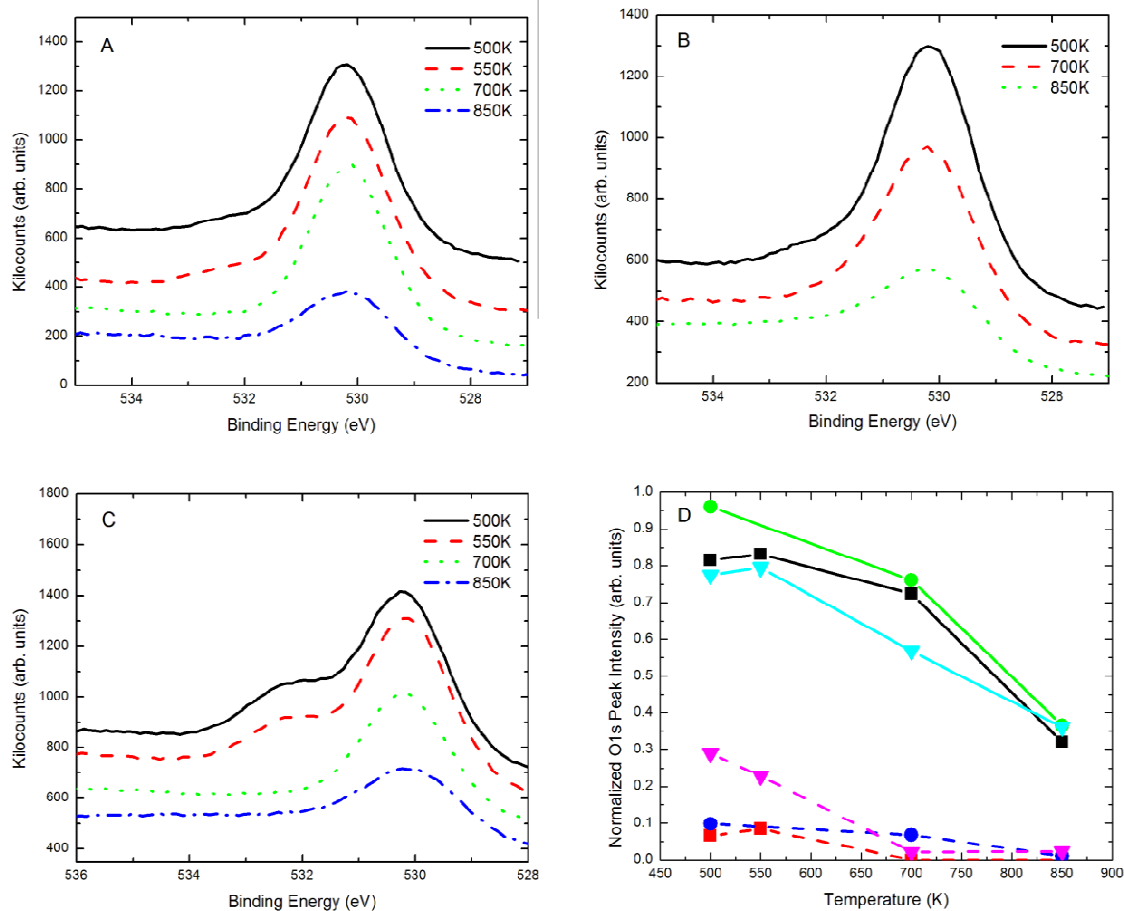 A
500K
550K
700K
850K
Kilocounts (arb. units)
1400
1200
1000
800
600
400
200
0
534
532
530
528
Binding Energy (eV)
B
500K
700K
850K
Kilocounts (arb. units)
1400
1200
1000
800
600
400
200
534
532
530
528
Binding Energy (eV)
C
500K
550K
700K
850K
Kilocounts (arb. units)
1800
1600
1400
1200
1000
800
600
400
536
534
532
530
528
Binding Energy (eV)
D
Normalized O1s Peak Intensity (arb. units)
1.0
0.9
0.8
0.7
0.6
0.5
0.4
0.3
0.2
0.1
0.0
450
500
550
600
650
700
750
800
850
900
Temperature (K)